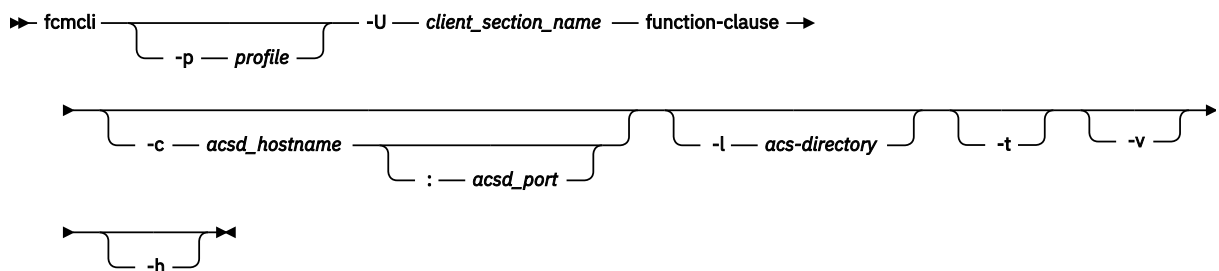 fcmcli -U client_section_name function-clause
-p profile
-c acsd_hostname -l acs-directory -t -v
: acsd_port
-h